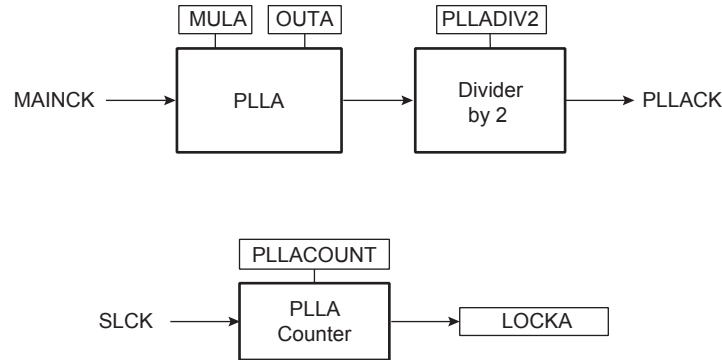 MULA OUTA PLLADIV2
MAINCK PLLA Divider by 2 PLLACK
PLLACOUNT
SLCK PLLA Counter LOCKA